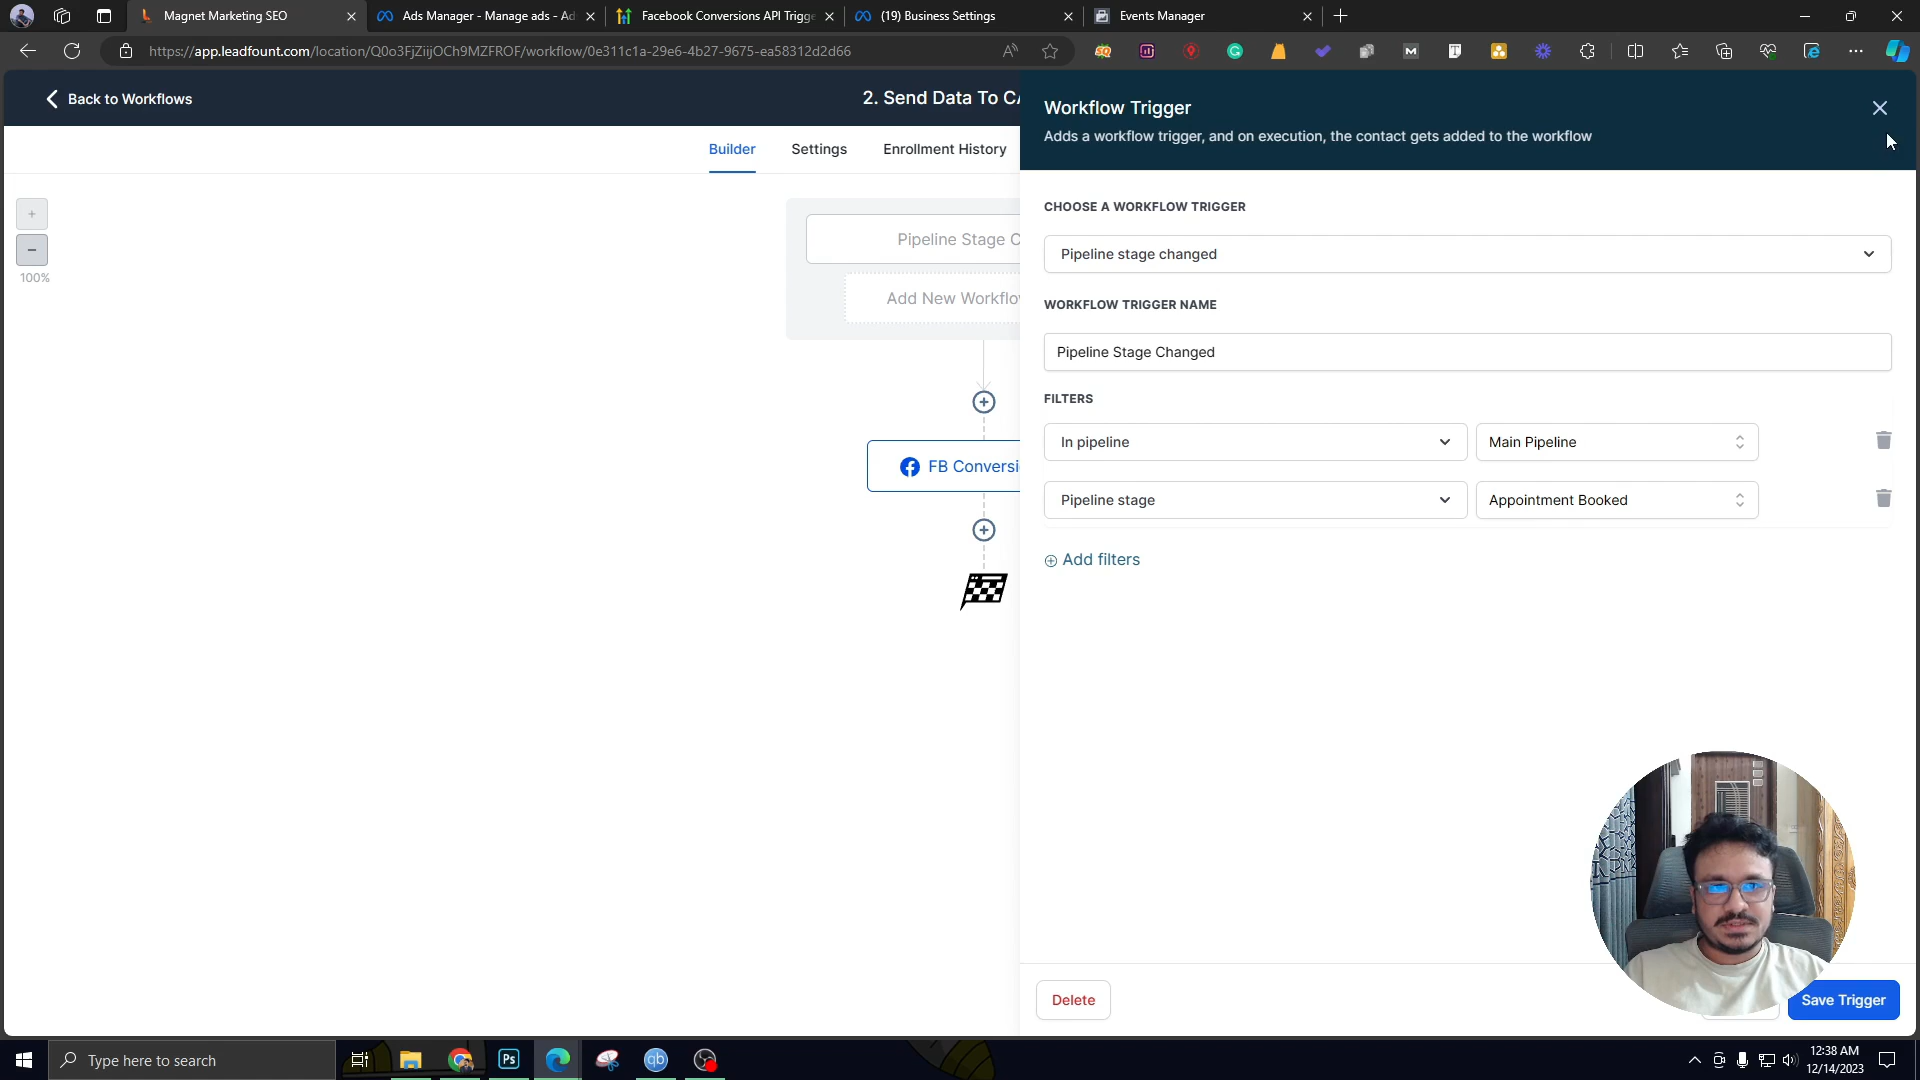 Magnet Marketing SEO
Ads Manager - Manage ads - Ad
Facebook Conversions API Trigge
(19) Business Settings
Events Manager
https://app.leadfount.com/location/Q0o3FjZiijOCh9MZFROF/workflow/0e311c1a-29e6-4b27-9675-ea58312d2d66
Back to Workflows
2. Send Data To CA
Builder
Settings
Enrollment History
+
−
100%
Pipeline Stage C
Add New Workflow
FB Conversi
Workflow Trigger
Adds a workflow trigger, and on execution, the contact gets added to the workflow
CHOOSE A WORKFLOW TRIGGER
Pipeline stage changed
WORKFLOW TRIGGER NAME
Pipeline Stage Changed
FILTERS
In pipeline
Main Pipeline
Pipeline stage
Appointment Booked
Add filters
Delete
Save Trigger
Type here to search
Ps
qb
12:38 AM
12/14/2023